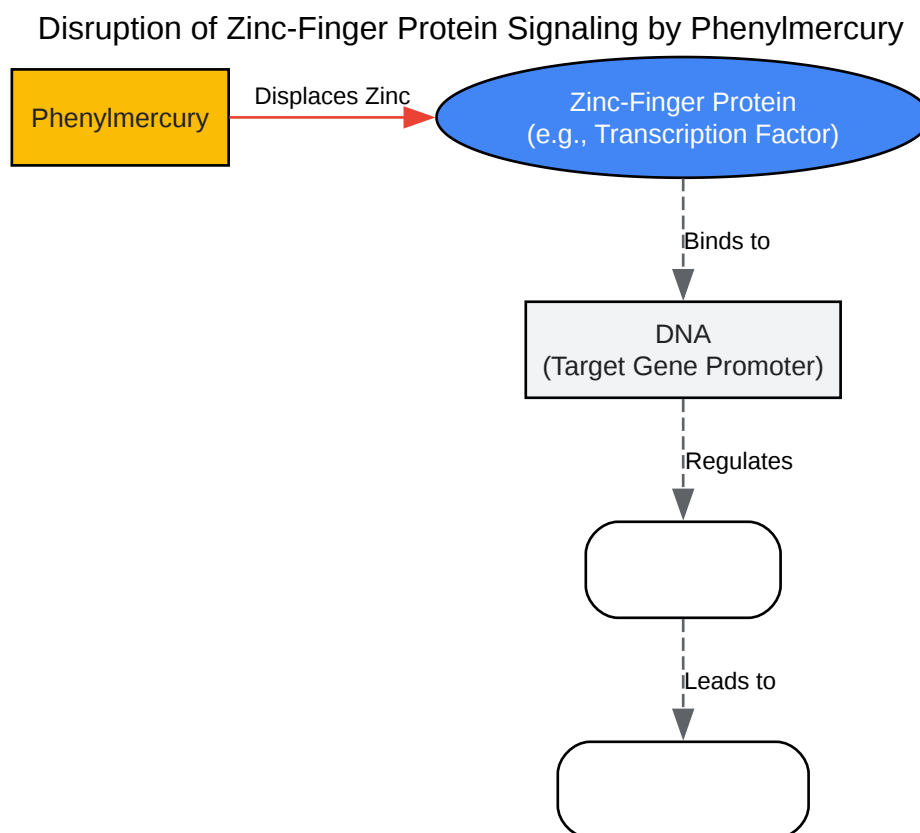 Disruption of Zinc-Finger Protein Signaling by Phenylmercury
Phenylmercury
Displaces Zinc
Zinc-Finger Protein
(e.g., Transcription Factor)
Binds to
DNA
(Target Gene Promoter)
Regulates
Leads to